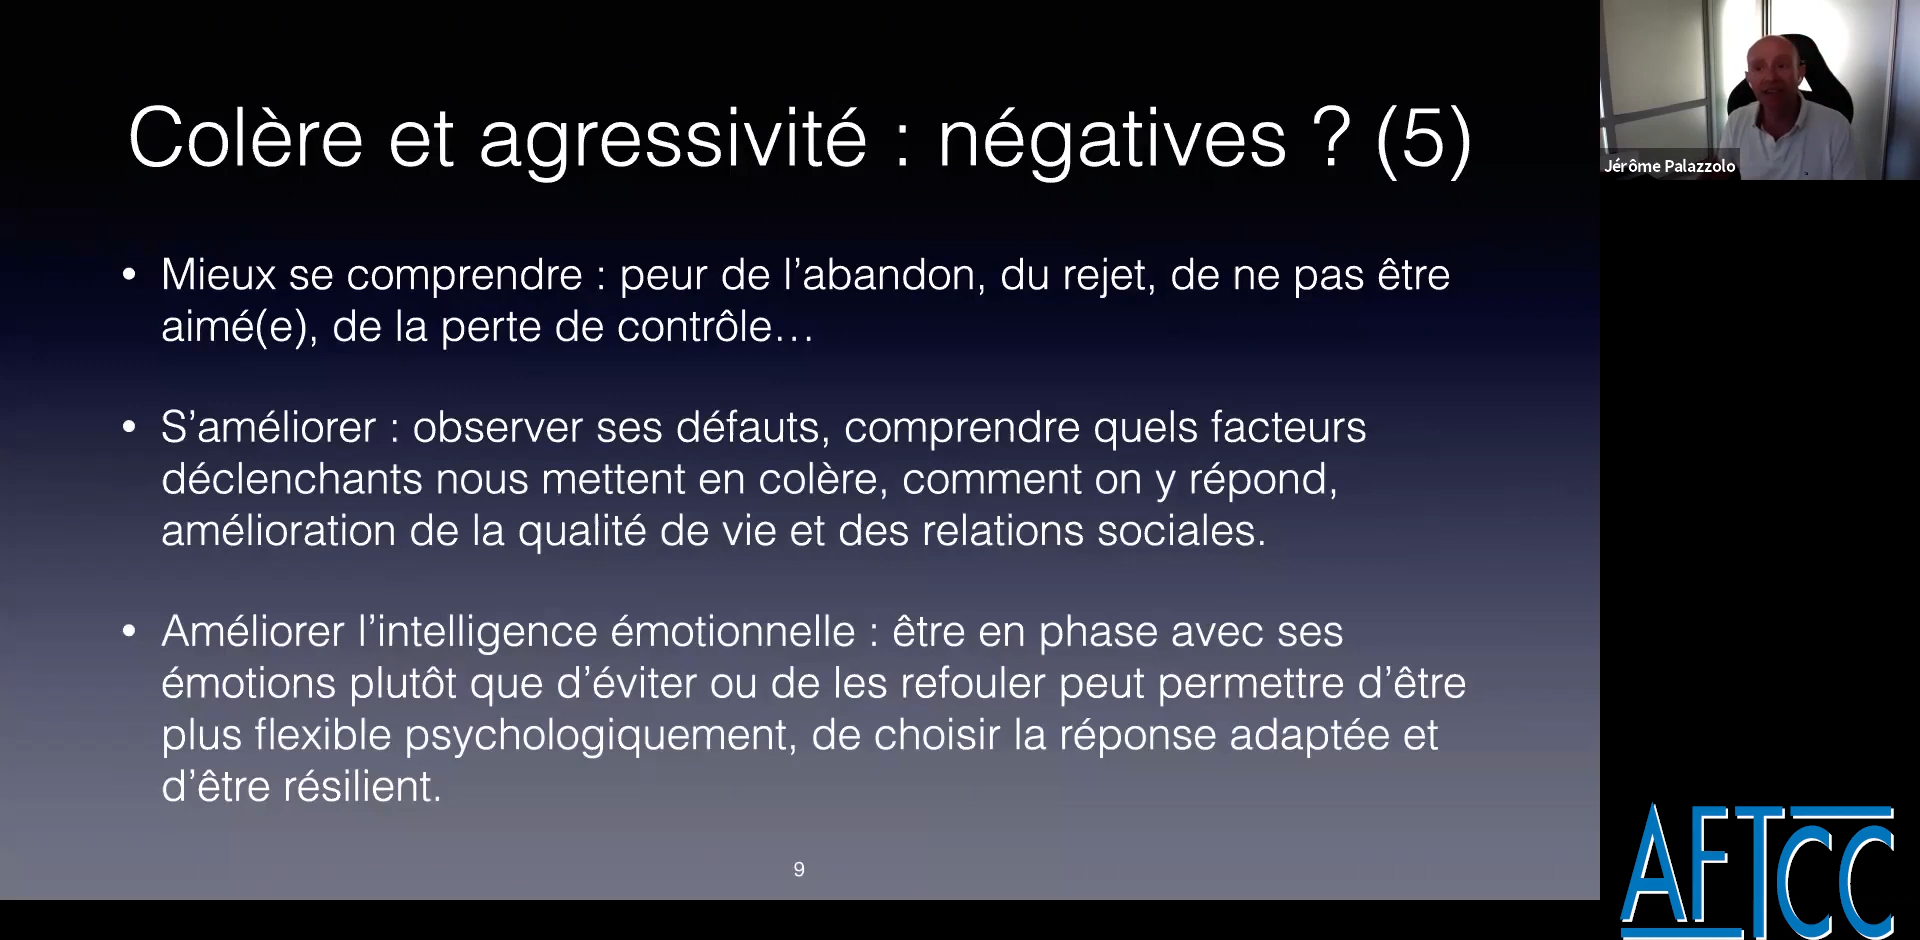 Colère et agressivité : négatives ? (5)
Jérôme Palazzolo
• Mieux se comprendre : peur de l’abandon, du rejet, de ne pas être
aimé(e), de la perte de contrôle…
• S’améliorer : observer ses défauts, comprendre quels facteurs
déclenchants nous mettent en colère, comment on y répond,
amélioration de la qualité de vie et des relations sociales.
• Améliorer l’intelligence émotionnelle : être en phase avec ses
émotions plutôt que d’éviter ou de les refouler peut permettre d’être
plus flexible psychologiquement, de choisir la réponse adaptée et
d’être résilient.
9
AFTCC